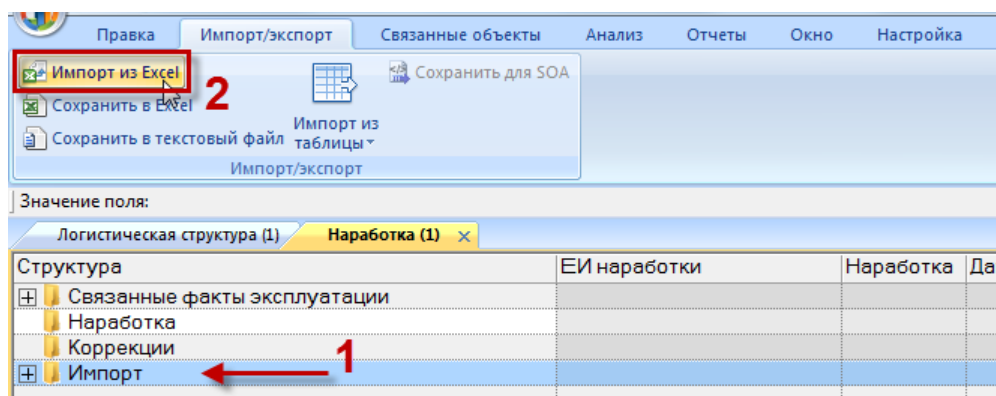 Правка Импорт/экспорт Связанные объекты Анализ Отчеты Окно Настройка
Импорт из Excel
2
Сохранить для SOA
Сохранить в Excel
Импорт из
Сохранить в текстовый файл таблицы
Импорт/экспорт
Значение поля:
Логистическая структура (1) Наработка (1)
Структура ЕИ наработки Наработка Да
Связанные факты эксплуатации
Наработка
Коррекции
Импорт 1